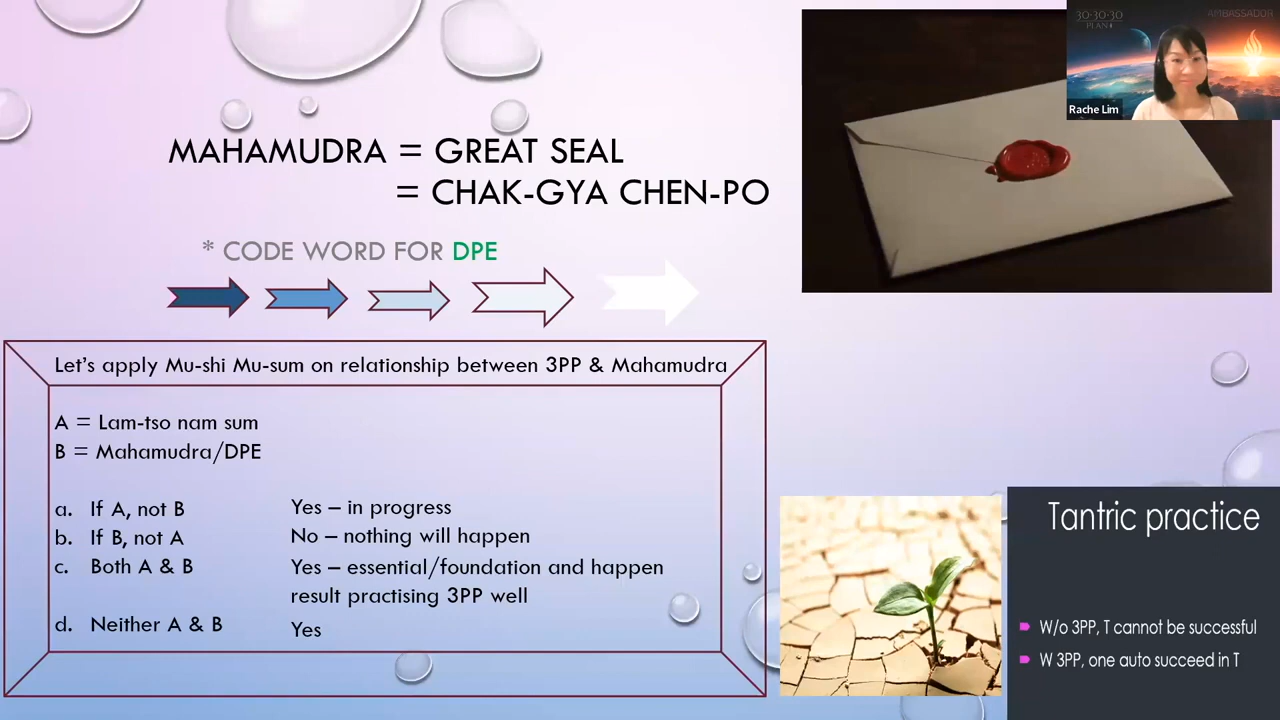 MAHAMUDRA = GREAT SEAL
= CHAK-GYA CHEN-PO
* CODE WORD FOR DPE
Let's apply Mu-shi Mu-sum on relationship between 3PP & Mahamudra
A = Lam-tso nam sum
B = Mahamudra/DPE
a. If A, not B Yes – in progress
b. If B, not A No – nothing will happen
c. Both A & B Yes – essential/foundation and happen
result practising 3PP well
d. Neither A & B Yes
30-30-30
PLAN
AMBASSADOR
Rache Lim
Tantric practice
W/o 3PP, T cannot be successful
W 3PP, one auto succeed in T